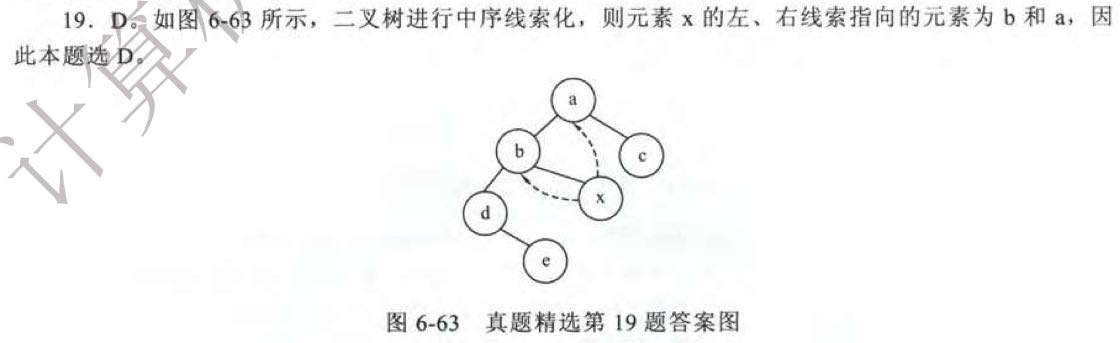 19．D。如图 6-63 所示，二叉树进行中序线索化，则元素 x 的左、右线索指向的元素为 b 和 a，因
此本题选 D。
计算机
a
b
c
x
d
e
图 6-63 真题精选第 19 题答案图